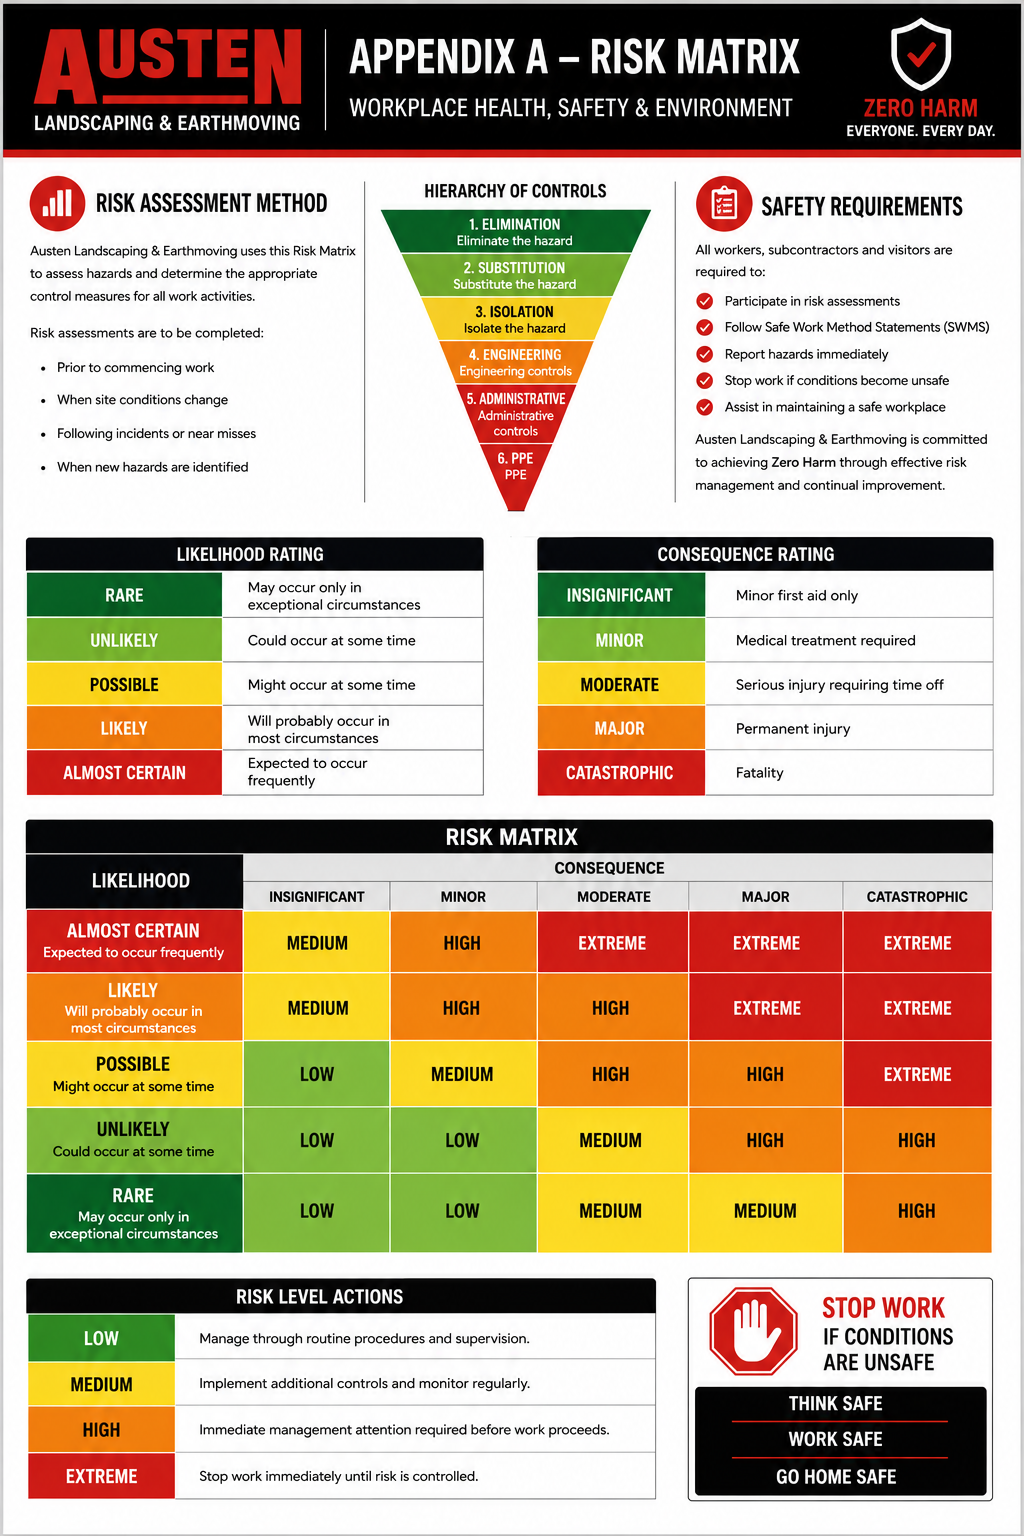 AUSTEN
LANDSCAPING & EARTHMOVING
APPENDIX A – RISK MATRIX
WORKPLACE HEALTH, SAFETY & ENVIRONMENT
ZERO HARM
EVERYONE. EVERY DAY.
RISK ASSESSMENT METHOD
Austen Landscaping & Earthmoving uses this Risk Matrix
to assess hazards and determine the appropriate
control measures for all work activities.
Risk assessments are to be completed:
• Prior to commencing work
• When site conditions change
• Following incidents or near misses
• When new hazards are identified
HIERARCHY OF CONTROLS
1. ELIMINATION
Eliminate the hazard
2. SUBSTITUTION
Substitute the hazard
3. ISOLATION
Isolate the hazard
4. ENGINEERING
Engineering controls
5. ADMINISTRATIVE
Administrative
controls
6. PPE
PPE
SAFETY REQUIREMENTS
All workers, subcontractors and visitors are
required to:
Participate in risk assessments
Follow Safe Work Method Statements (SWMS)
Report hazards immediately
Stop work if conditions become unsafe
Assist in maintaining a safe workplace
Austen Landscaping & Earthmoving is committed
to achieving Zero Harm through effective risk
management and continual improvement.
LIKELIHOOD RATING
RARE
May occur only in
exceptional circumstances
UNLIKELY
Could occur at some time
POSSIBLE
Might occur at some time
LIKELY
Will probably occur in
most circumstances
ALMOST CERTAIN
Expected to occur
frequently
CONSEQUENCE RATING
INSIGNIFICANT
Minor first aid only
MINOR
Medical treatment required
MODERATE
Serious injury requiring time off
MAJOR
Permanent injury
CATASTROPHIC
Fatality
RISK MATRIX
LIKELIHOOD
CONSEQUENCE
INSIGNIFICANT MINOR MODERATE MAJOR CATASTROPHIC
ALMOST CERTAIN
Expected to occur frequently
MEDIUM HIGH EXTREME EXTREME EXTREME
LIKELY
Will probably occur in
most circumstances
MEDIUM HIGH HIGH EXTREME EXTREME
POSSIBLE
Might occur at some time
LOW MEDIUM HIGH HIGH EXTREME
UNLIKELY
Could occur at some time
LOW LOW MEDIUM HIGH HIGH
RARE
May occur only in
exceptional circumstances
LOW LOW MEDIUM MEDIUM HIGH
RISK LEVEL ACTIONS
LOW
Manage through routine procedures and supervision.
MEDIUM
Implement additional controls and monitor regularly.
HIGH
Immediate management attention required before work proceeds.
EXTREME
Stop work immediately until risk is controlled.
STOP WORK
IF CONDITIONS
ARE UNSAFE
THINK SAFE
WORK SAFE
GO HOME SAFE